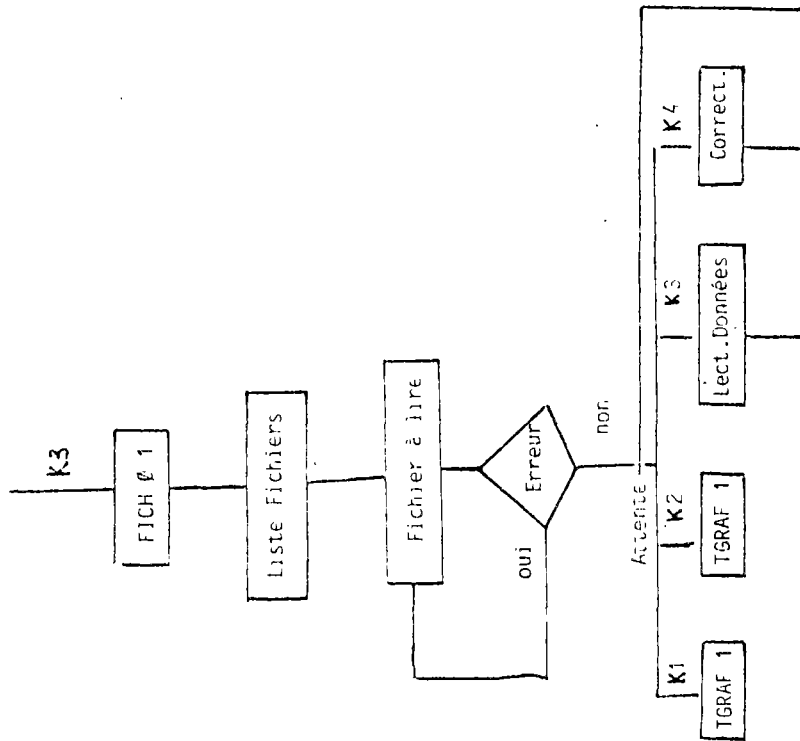 K3
FICH Ø 1
Liste Fichiers
Fichier à lire
Erreur
oui
non
Attente
K1
K2
K3
K4
TGRAF 1
TGRAF 1
Lect.Données
Correct.